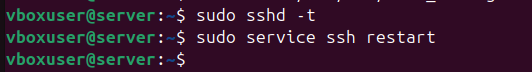 vboxuser@server:~$ sudo sshd -t
vboxuser@server:~$ sudo service ssh restart
vboxuser@server:~$